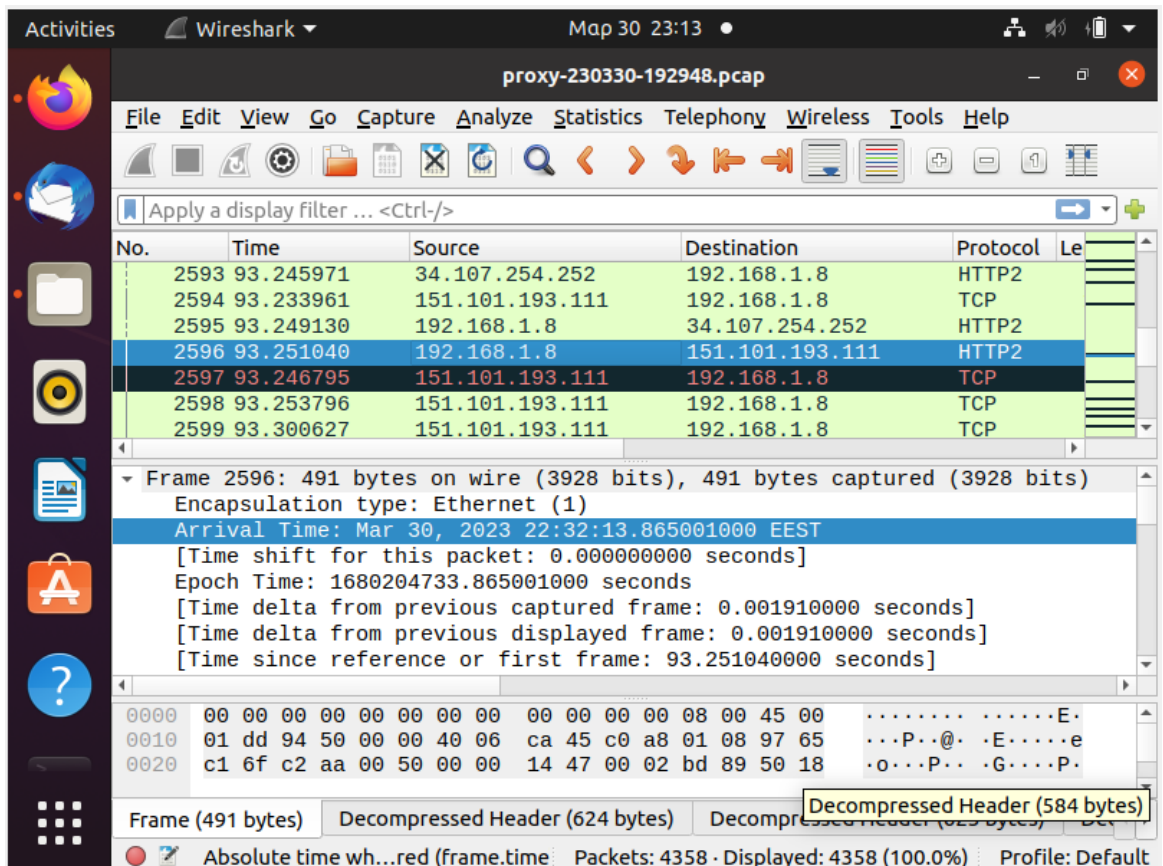 Activities Wireshark Μαρ 30 23:13
proxy-230330-192948.pcap
File Edit View Go Capture Analyze Statistics Telephony Wireless Tools Help
Apply a display filter … <Ctrl-/>
No. Time Source Destination Protocol Le
2593 93.245971 34.107.254.252 192.168.1.8 HTTP2
2594 93.233961 151.101.193.111 192.168.1.8 TCP
2595 93.249130 192.168.1.8 34.107.254.252 HTTP2
2596 93.251040 192.168.1.8 151.101.193.111 HTTP2
2597 93.246795 151.101.193.111 192.168.1.8 TCP
2598 93.253796 151.101.193.111 192.168.1.8 TCP
2599 93.300627 151.101.193.111 192.168.1.8 TCP
Frame 2596: 491 bytes on wire (3928 bits), 491 bytes captured (3928 bits)
Encapsulation type: Ethernet (1)
Arrival Time: Mar 30, 2023 22:32:13.865001000 EEST
[Time shift for this packet: 0.000000000 seconds]
Epoch Time: 1680204733.865001000 seconds
[Time delta from previous captured frame: 0.001910000 seconds]
[Time delta from previous displayed frame: 0.001910000 seconds]
[Time since reference or first frame: 93.251040000 seconds]
0000 00 00 00 00 00 00 00 00 00 00 00 00 08 00 45 00 ········ ······E·
0010 01 dd 94 50 00 00 40 06 ca 45 c0 a8 01 08 97 65 ···P··@· ·E·····e
0020 c1 6f c2 aa 00 50 00 00 14 47 00 02 bd 89 50 18 ·o···P·· ·G····P·
Decompressed Header (584 bytes)
Frame (491 bytes) Decompressed Header (624 bytes)
Absolute time wh…red (frame.time Packets: 4358 · Displayed: 4358 (100.0%) Profile: Default